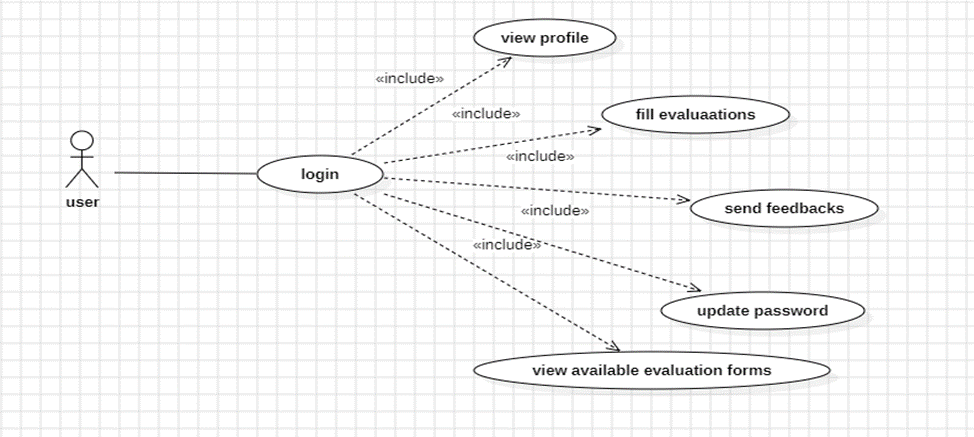 view profile
«include»
«include»
fill evaluaations
«include»
login
user
send feedbacks
«include»
«include»
update password
view available evaluation forms